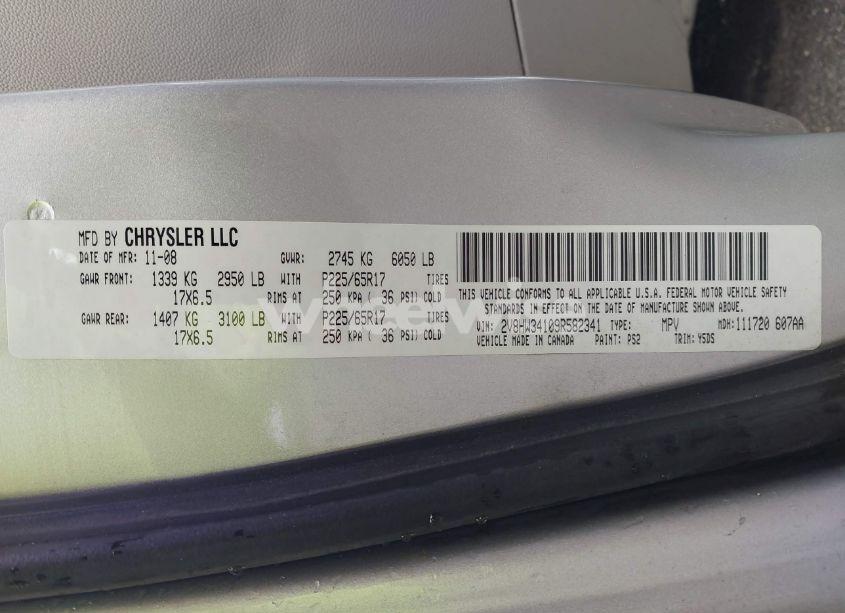 MFD BY CHRYSLER LLC
DATE OF MFR: 11-08 GVWR: 2745 KG 6050 LB
GAWR FRONT: 1339 KG 2950 LB WITH P225/65R17 TIRES
17X6.5 RIMS AT 250 KPA ( 36 PSI) COLD
GAWR REAR: 1407 KG 3100 LB WITH P225/65R17 TIRES
17X6.5 RIMS AT 250 KPA ( 36 PSI) COLD
THIS VEHICLE CONFORMS TO ALL APPLICABLE U.S.A. FEDERAL MOTOR VEHICLE SAFETY
STANDARDS IN EFFECT ON THE DATE OF MANUFACTURE SHOWN ABOVE.
VIN: 2V8HW34109R582341 TYPE: MPV MDH: 111720 607AA
VEHICLE MADE IN CANADA PAINT: PS2 TRIM: YSDS